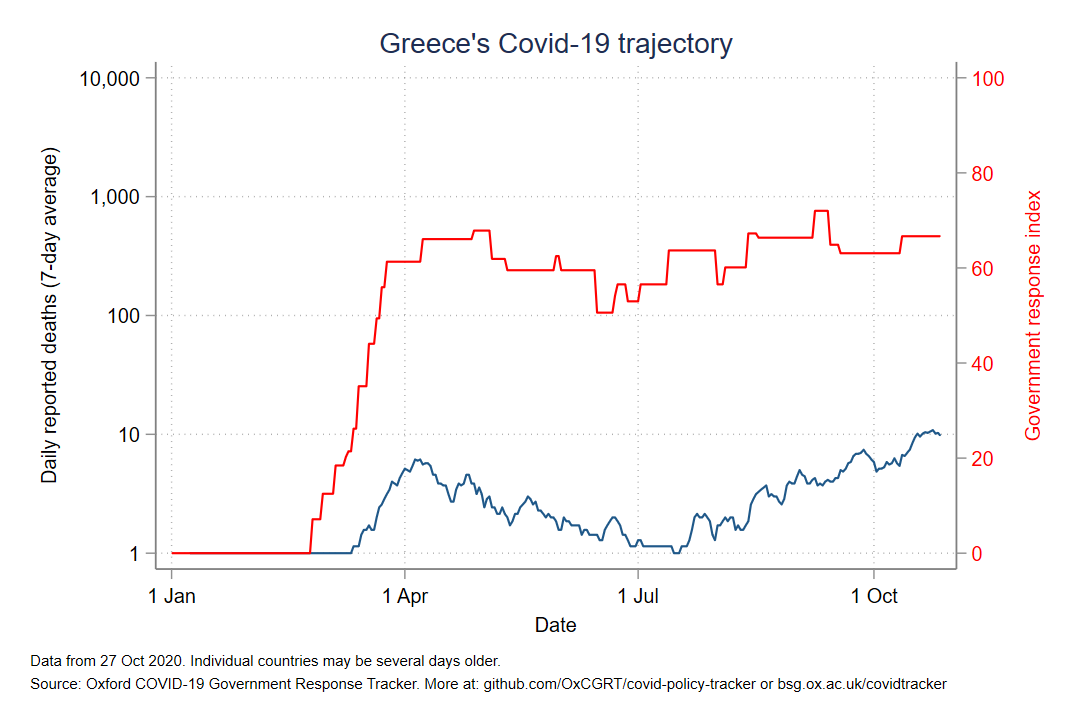 Greece's Covid-19 trajectory
10,000
1,000
100
10
1
Daily reported deaths (7-day average)
100
80
60
40
20
0
Government response index
1 Jan
1 Apr
1 Jul
1 Oct
Date
Data from 27 Oct 2020. Individual countries may be several days older.
Source: Oxford COVID-19 Government Response Tracker. More at: github.com/OxCGRT/covid-policy-tracker or bsg.ox.ac.uk/covidtracker